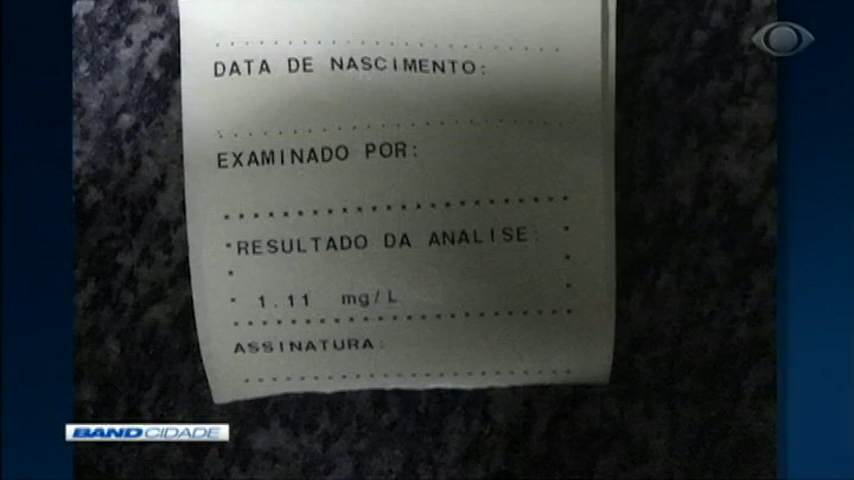 DATA DE NASCIMENTO:
EXAMINADO POR:
RESULTADO DA ANALISE:
1.11 mg/L
ASSINATURA:
BAND CIDADE